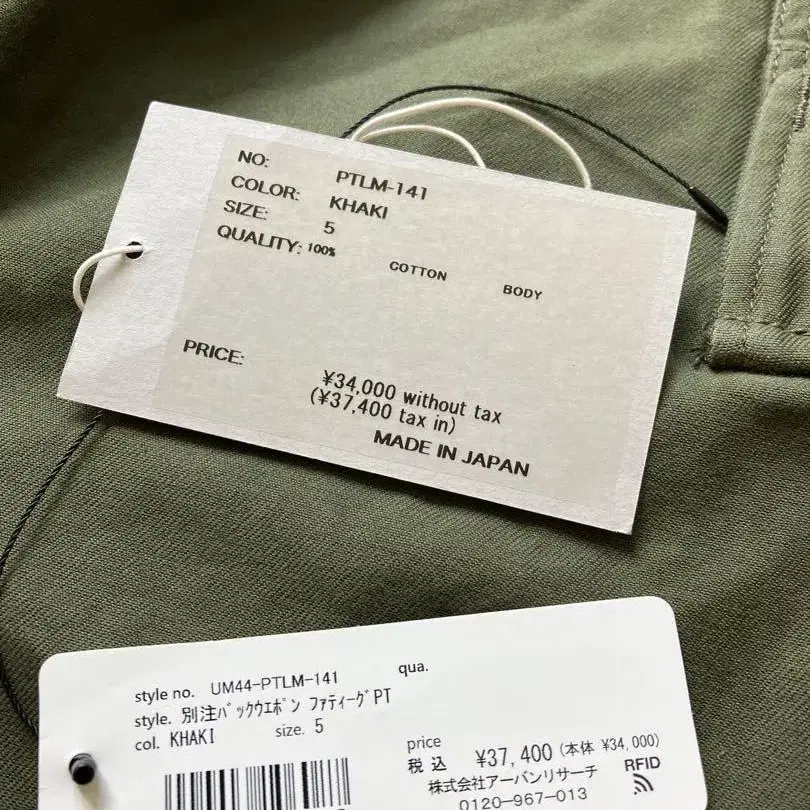 NO: PTLM-141
COLOR: KHAKI
SIZE: 5
QUALITY: 100% COTTON BODY
PRICE: ¥34,000 without tax
(¥37,400 tax in)
MADE IN JAPAN
style no. UM44-PTLM-141 qua.
style. 別注ﾊﾞｯｸｳｴﾎﾟﾝ ﾌｧﾃｨｰｸﾞPT
col. KHAKI size. 5
price
税込 ¥37,400 (本体 ¥34,000)
株式会社アーバンリサーチ RFID
0120-967-013